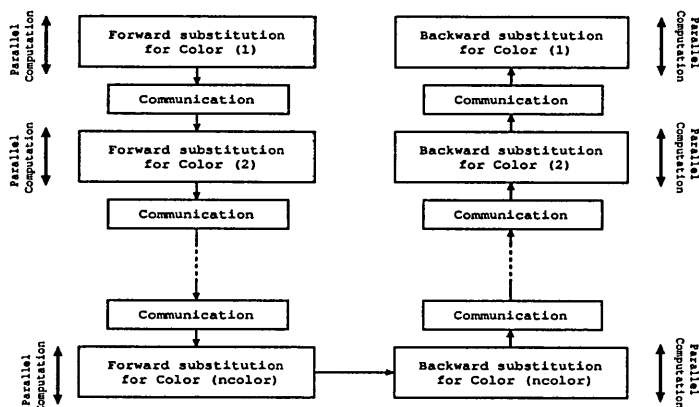 Parallel
Computation
Forward substitution
for Color (1)
Communication
Parallel
Computation
Forward substitution
for Color (2)
Communication
Communication
Parallel
Computation
Forward substitution
for Color (ncolor)
Backward substitution
for Color (1)
Parallel
Computation
Communication
Backward substitution
for Color (2)
Parallel
Computation
Communication
Communication
Backward substitution
for Color (ncolor)
Parallel
Computation